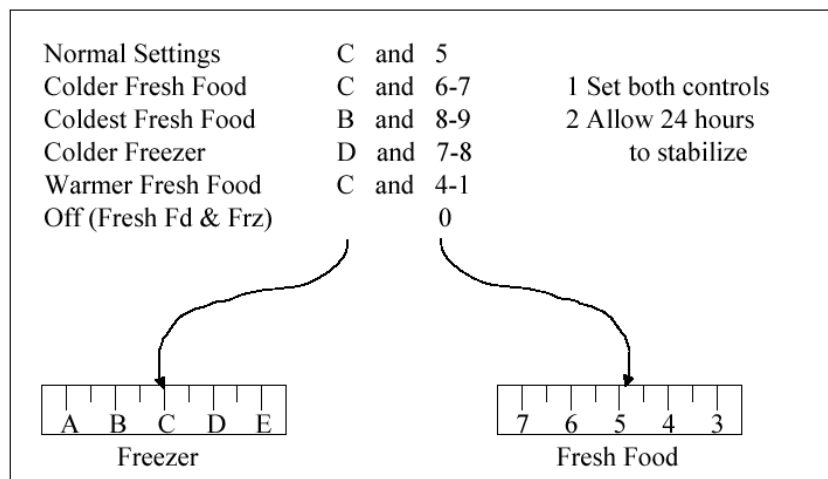 Normal Settings C and 5
Colder Fresh Food C and 6-7 1 Set both controls
Coldest Fresh Food B and 8-9 2 Allow 24 hours
Colder Freezer D and 7-8 to stabilize
Warmer Fresh Food C and 4-1
Off (Fresh Fd & Frz) 0
A B C D E
7 6 5 4 3
Freezer
Fresh Food